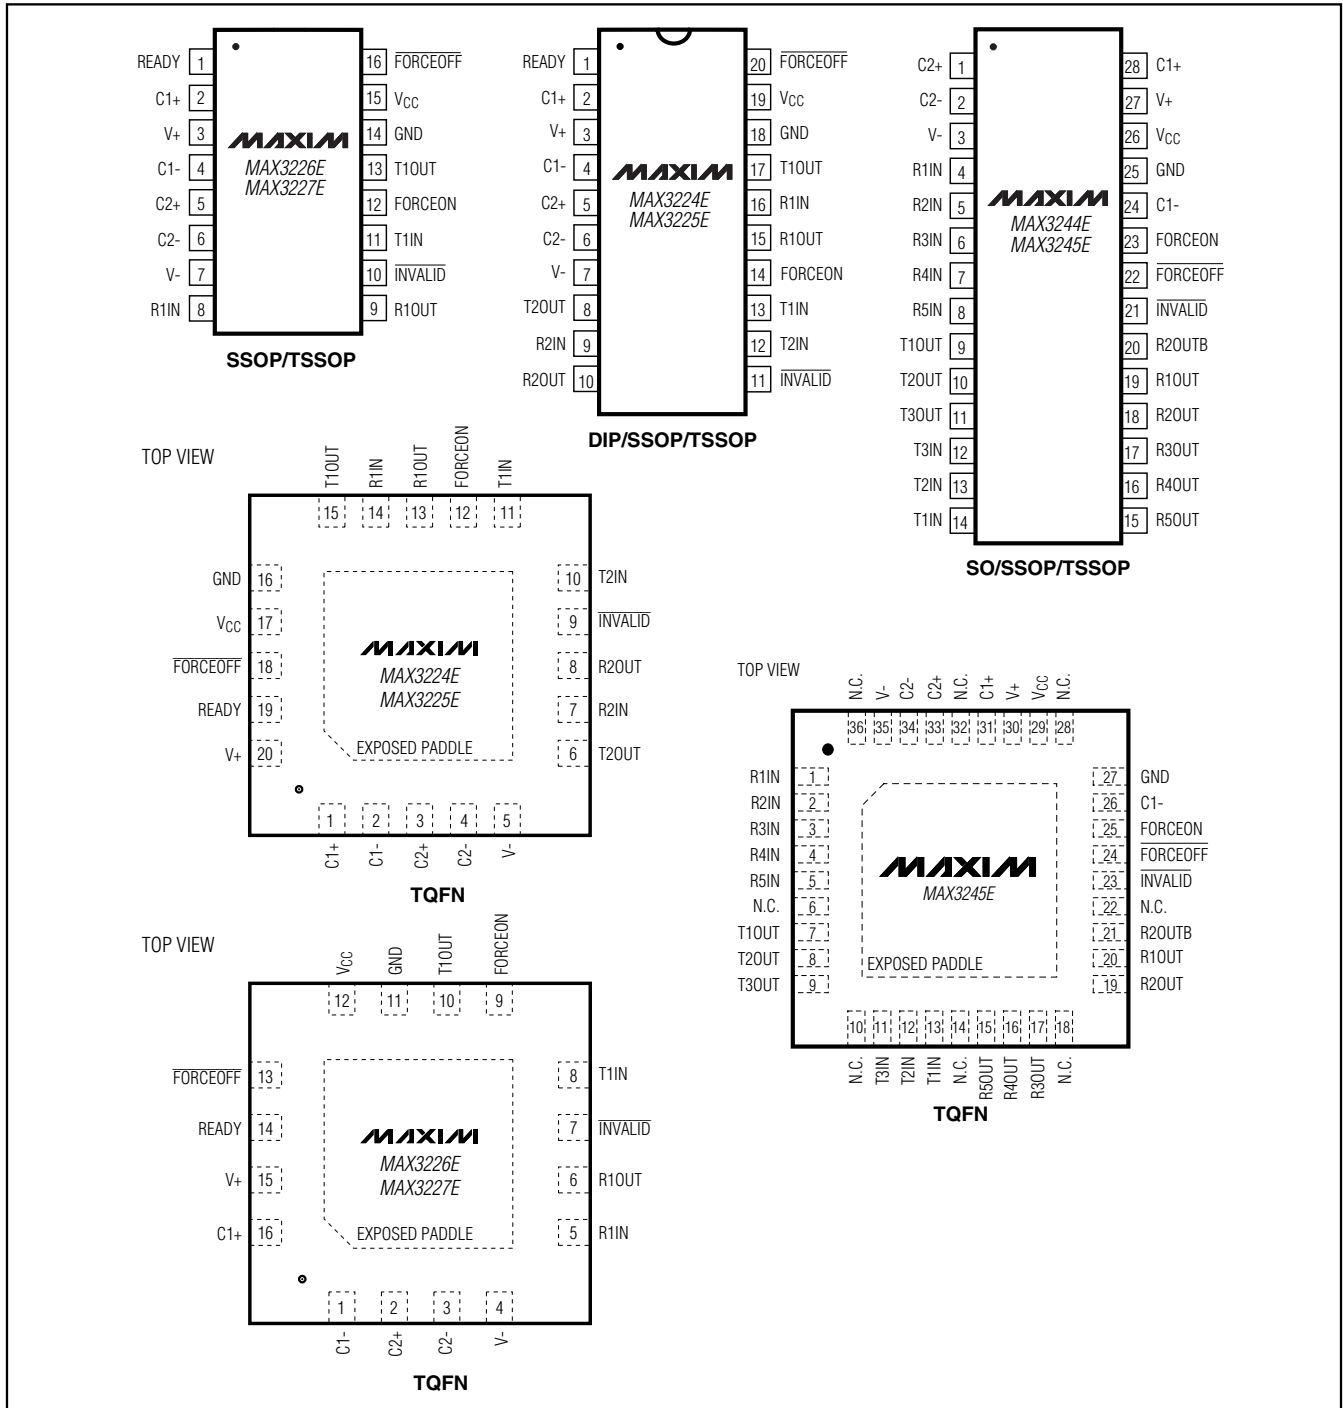 READY 1
C1+ 2
V+ 3
C1- 4
C2+ 5
C2- 6
V- 7
R1IN 8
MAXIM
MAX3226E
MAX3227E
16 FORCEOFF
15 VCC
14 GND
13 T1OUT
12 FORCEON
11 T1IN
10 INVALID
9 R1OUT
SSOP/TSSOP
READY 1
C1+ 2
V+ 3
C1- 4
C2+ 5
C2- 6
V- 7
T2OUT 8
R2IN 9
R2OUT 10
MAXIM
MAX3224E
MAX3225E
20 FORCEOFF
19 VCC
18 GND
17 T1OUT
16 R1IN
15 R1OUT
14 FORCEON
13 T1IN
12 T2IN
11 INVALID
DIP/SSOP/TSSOP
C2+ 1
C2- 2
V- 3
R1IN 4
R2IN 5
R3IN 6
R4IN 7
R5IN 8
T1OUT 9
T2OUT 10
T3OUT 11
T3IN 12
T2IN 13
T1IN 14
MAXIM
MAX3244E
MAX3245E
28 C1+
27 V+
26 VCC
25 GND
24 C1-
23 FORCEON
22 FORCEOFF
21 INVALID
20 R2OUTB
19 R1OUT
18 R2OUT
17 R3OUT
16 R4OUT
15 R5OUT
SO/SSOP/TSSOP
TOP VIEW
T1OUT R1IN R1OUT FORCEON T1IN
15 14 13 12 11
GND 16
VCC 17
FORCEOFF 18
READY 19
V+ 20
MAXIM
MAX3224E
MAX3225E
EXPOSED PADDLE
10 T2IN
9 INVALID
8 R2OUT
7 R2IN
6 T2OUT
1 2 3 4 5
C1+ C1- C2+ C2- V-
TQFN
TOP VIEW
N.C. V- C2- C2+ N.C. C1+ V+ VCC N.C.
36 35 34 33 32 31 30 29 28
R1IN 1
R2IN 2
R3IN 3
R4IN 4
R5IN 5
N.C. 6
T1OUT 7
T2OUT 8
T3OUT 9
MAXIM
MAX3245E
EXPOSED PADDLE
27 GND
26 C1-
25 FORCEON
24 FORCEOFF
23 INVALID
22 N.C.
21 R2OUTB
20 R1OUT
19 R2OUT
10 11 12 13 14 15 16 17 18
N.C. T3IN T2IN T1IN N.C. R5OUT R4OUT R3OUT N.C.
TQFN
TOP VIEW
VCC GND T1OUT FORCEON
12 11 10 9
FORCEOFF 13
READY 14
V+ 15
C1+ 16
MAXIM
MAX3226E
MAX3227E
EXPOSED PADDLE
8 T1IN
7 INVALID
6 R1OUT
5 R1IN
1 2 3 4
C1- C2+ C2- V-
TQFN